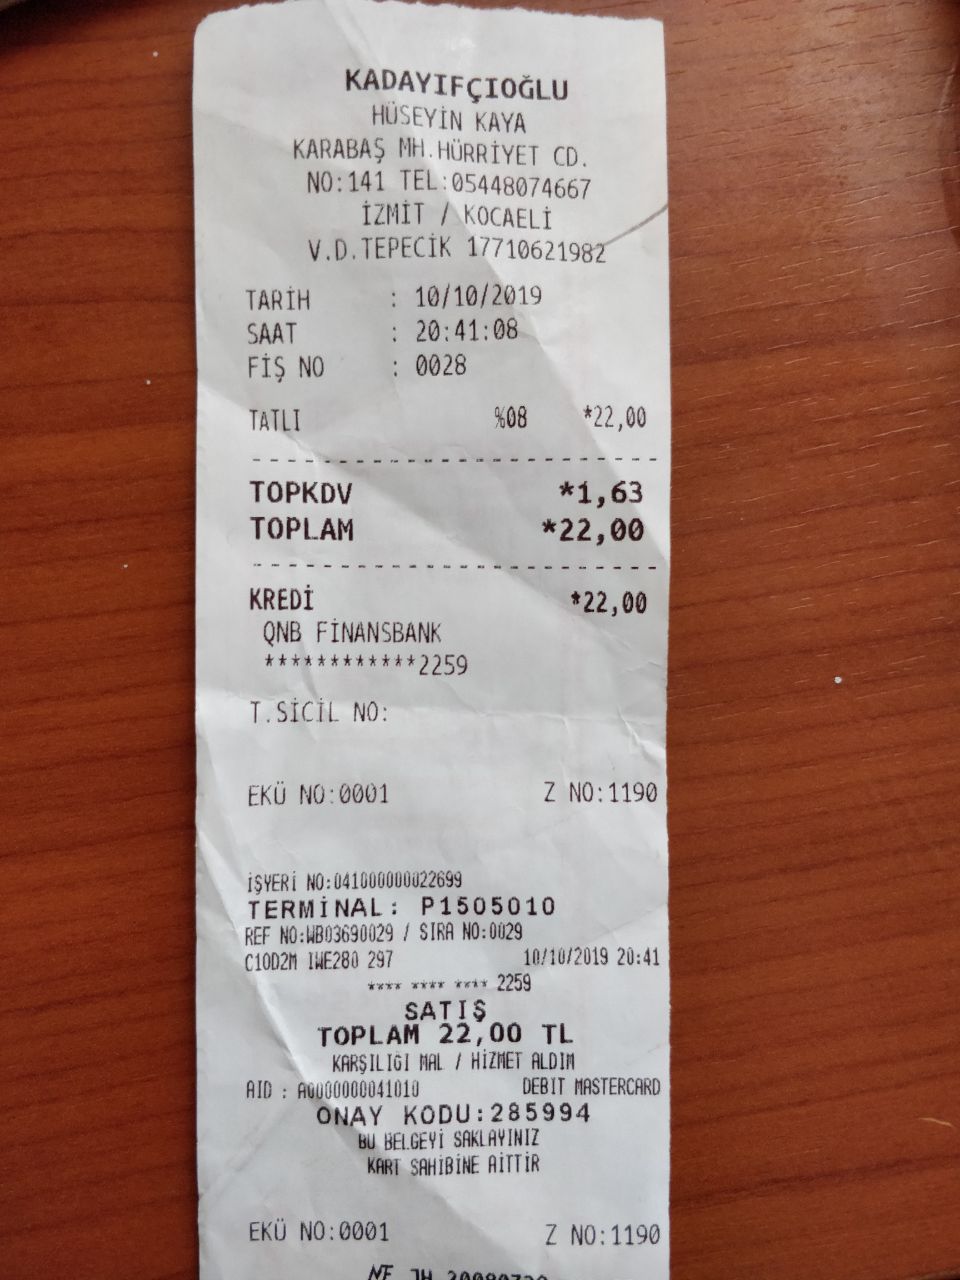 KADAYIFÇIOĞLU
HÜSEYİN KAYA
KARABAŞ MH.HÜRRİYET CD.
NO:141 TEL:05448074667
İZMİT / KOCAELİ
V.D.TEPECİK 17710621982
TARİH : 10/10/2019
SAAT : 20:41:08
FİŞ NO : 0028
TATLI %08 *22,00
TOPKDV *1,63
TOPLAM *22,00
KREDİ *22,00
QNB FİNANSBANK
************2259
T.SİCİL NO:
EKÜ NO:0001 Z NO:1190
İŞYERİ NO:041000000022699
TERMİNAL: P1505010
REF NO:WB03690029 / SIRA NO:0029
C10D2M IWE280 297 10/10/2019 20:41
**** **** **** 2259
SATIŞ
TOPLAM 22,00 TL
KARŞILIĞI MAL / HİZMET ALDIM
AID : A0000000041010 DEBIT MASTERCARD
ONAY KODU:285994
BU BELGEYİ SAKLAYINIZ
KART SAHİBİNE AİTTİR
EKÜ NO:0001 Z NO:1190